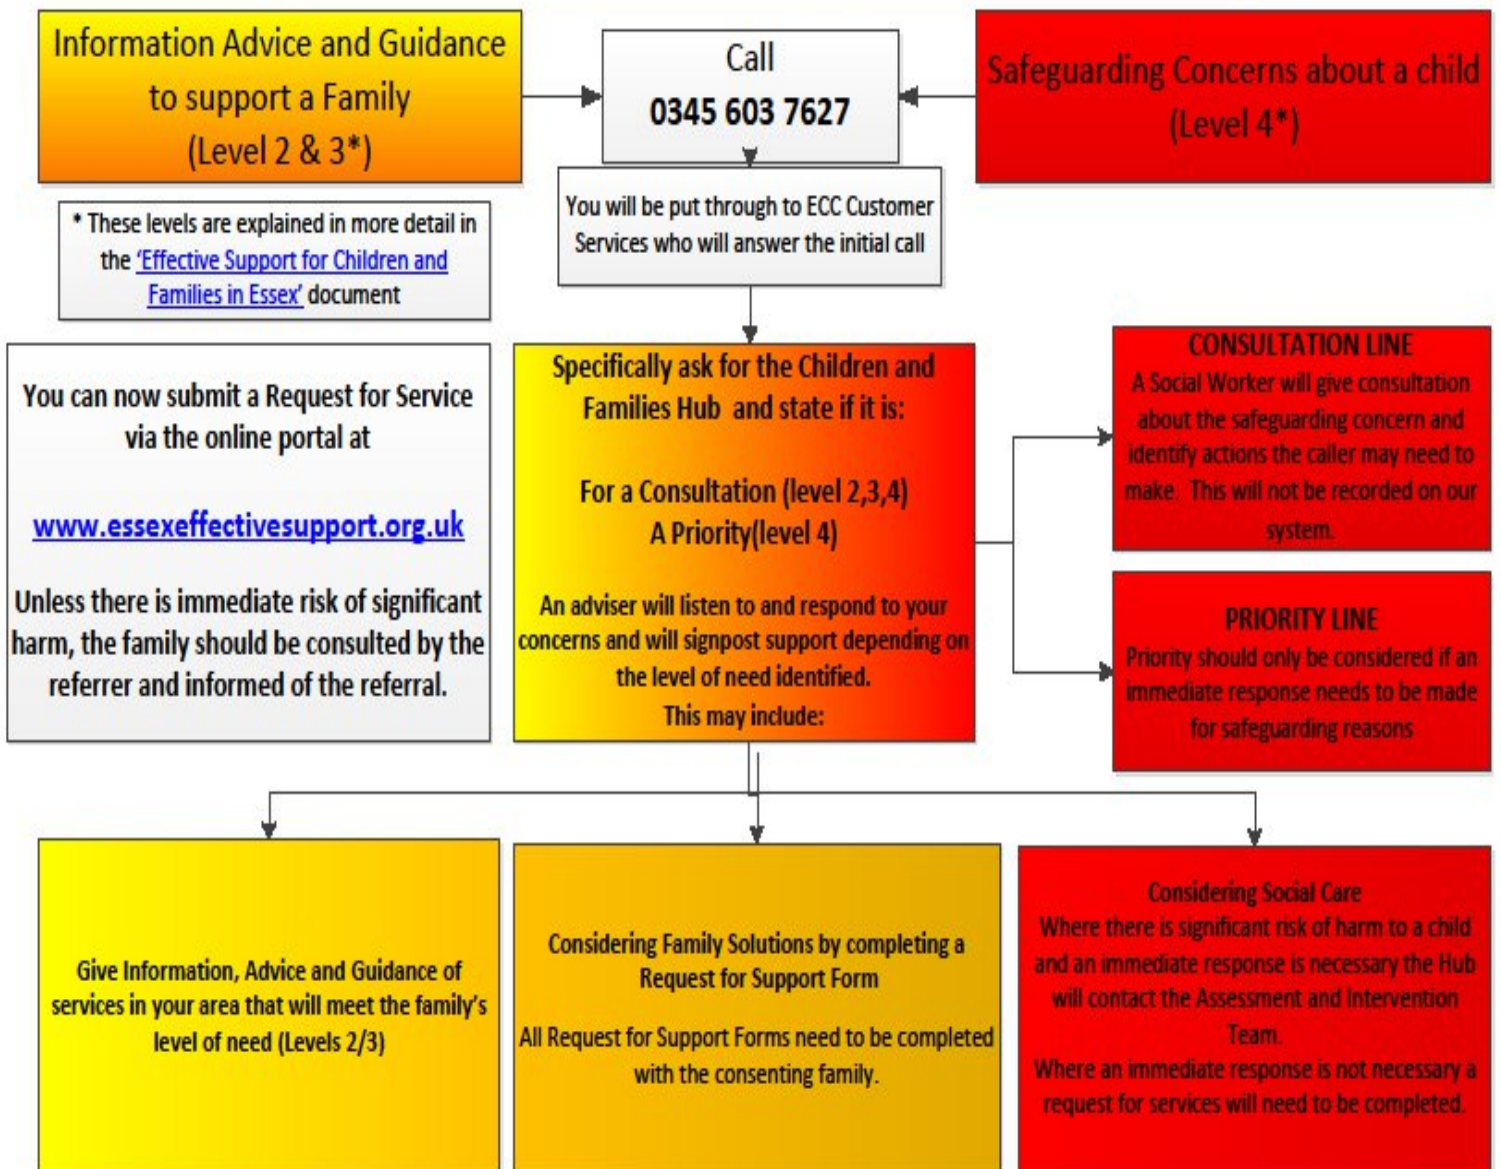 Information Advice and Guidance
to support a Family
(Level 2 & 3*)
Call
0345 603 7627
Safeguarding Concerns about a child
(Level 4*)
* These levels are explained in more detail in
the ‘Effective Support for Children and
Families in Essex’ document
You will be put through to ECC Customer
Services who will answer the initial call
You can now submit a Request for Service
via the online portal at
www.essexeffectivesupport.org.uk
Unless there is immediate risk of significant
harm, the family should be consulted by the
referrer and informed of the referral.
Specifically ask for the Children and
Families Hub and state if it is:
For a Consultation (level 2,3,4)
A Priority(level 4)
An adviser will listen to and respond to your
concerns and will signpost support depending on
the level of need identified.
This may include:
CONSULTATION LINE
A Social Worker will give consultation
about the safeguarding concern and
identify actions the caller may need to
make. This will not be recorded on our
system.
PRIORITY LINE
Priority should only be considered if an
immediate response needs to be made
for safeguarding reasons
Give Information, Advice and Guidance of
services in your area that will meet the family’s
level of need (Levels 2/3)
Considering Family Solutions by completing a
Request for Support Form
All Request for Support Forms need to be completed
with the consenting family.
Considering Social Care
Where there is significant risk of harm to a child
and an immediate response is necessary the Hub
will contact the Assessment and Intervention
Team.
Where an immediate response is not necessary a
request for services will need to be completed.